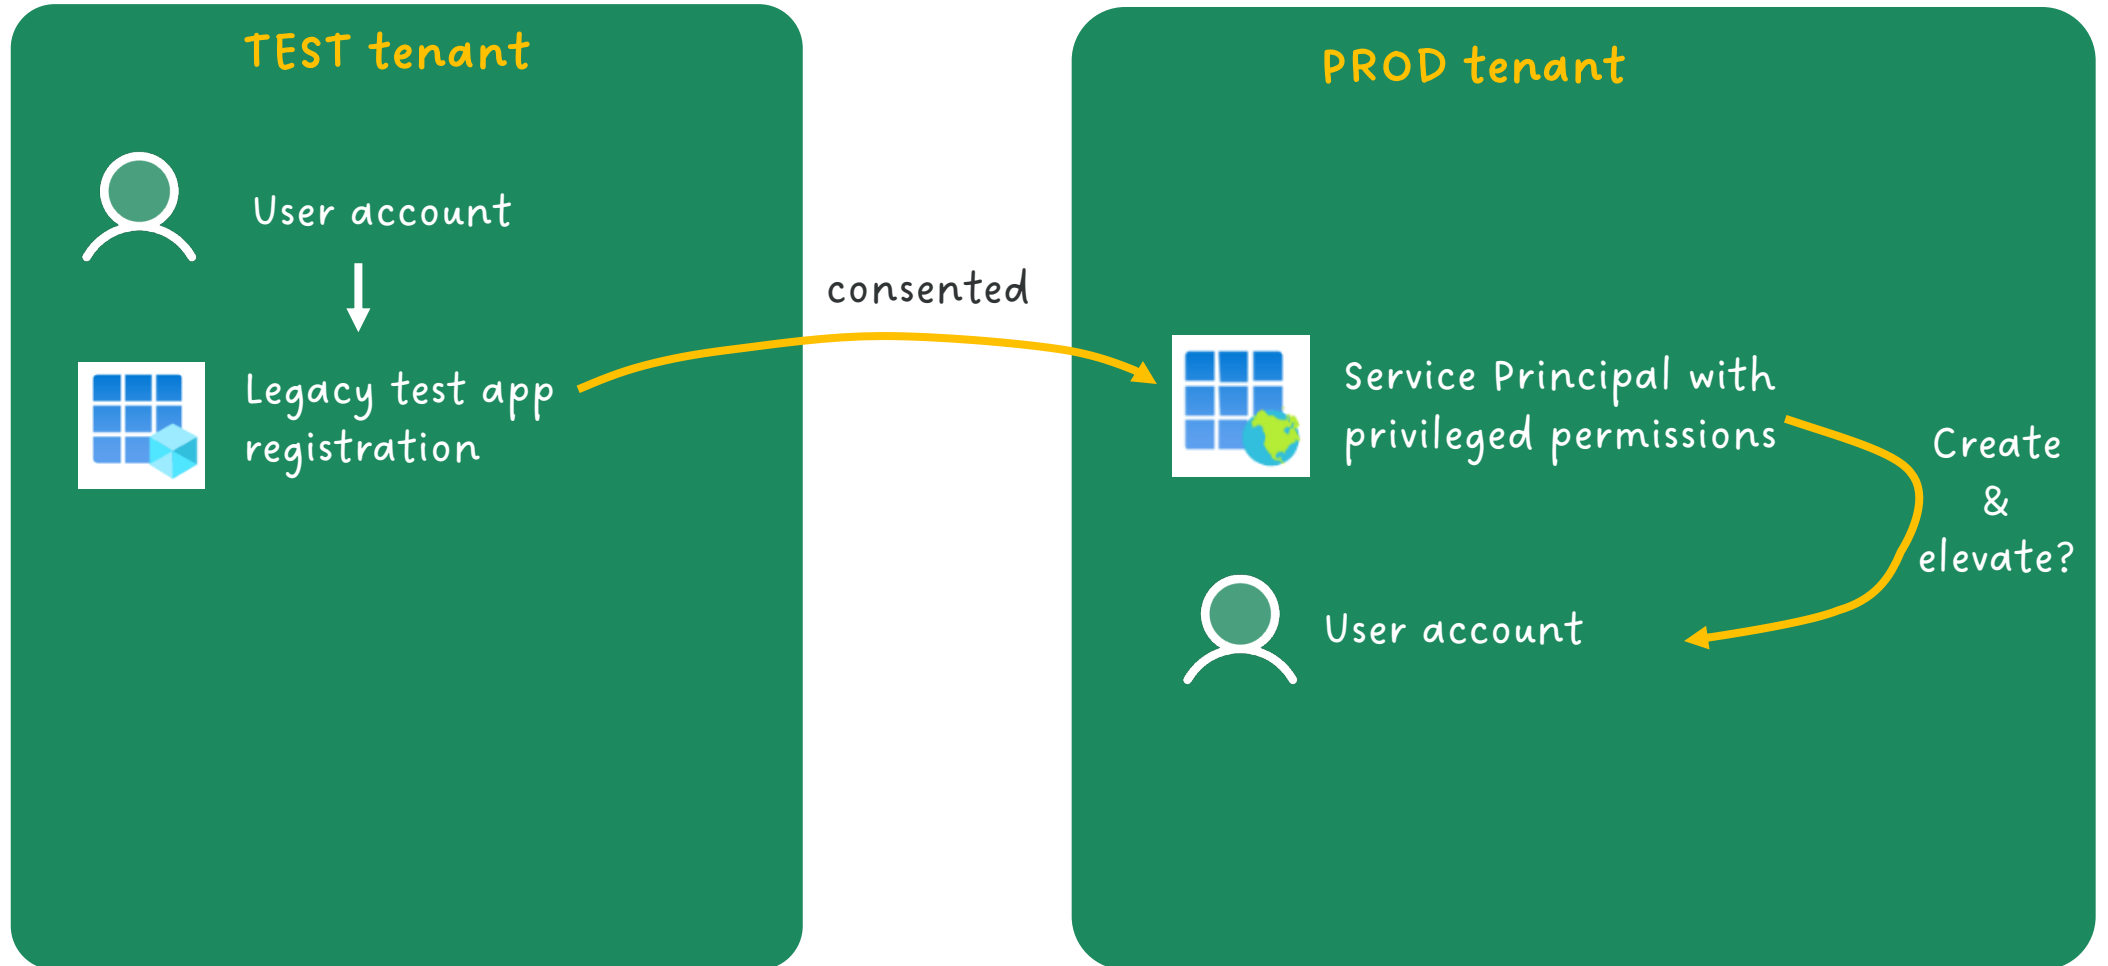 TEST tenant
User account
Legacy test app
registration
consented
PROD tenant
Service Principal with
privileged permissions
Create
&
elevate?
User account